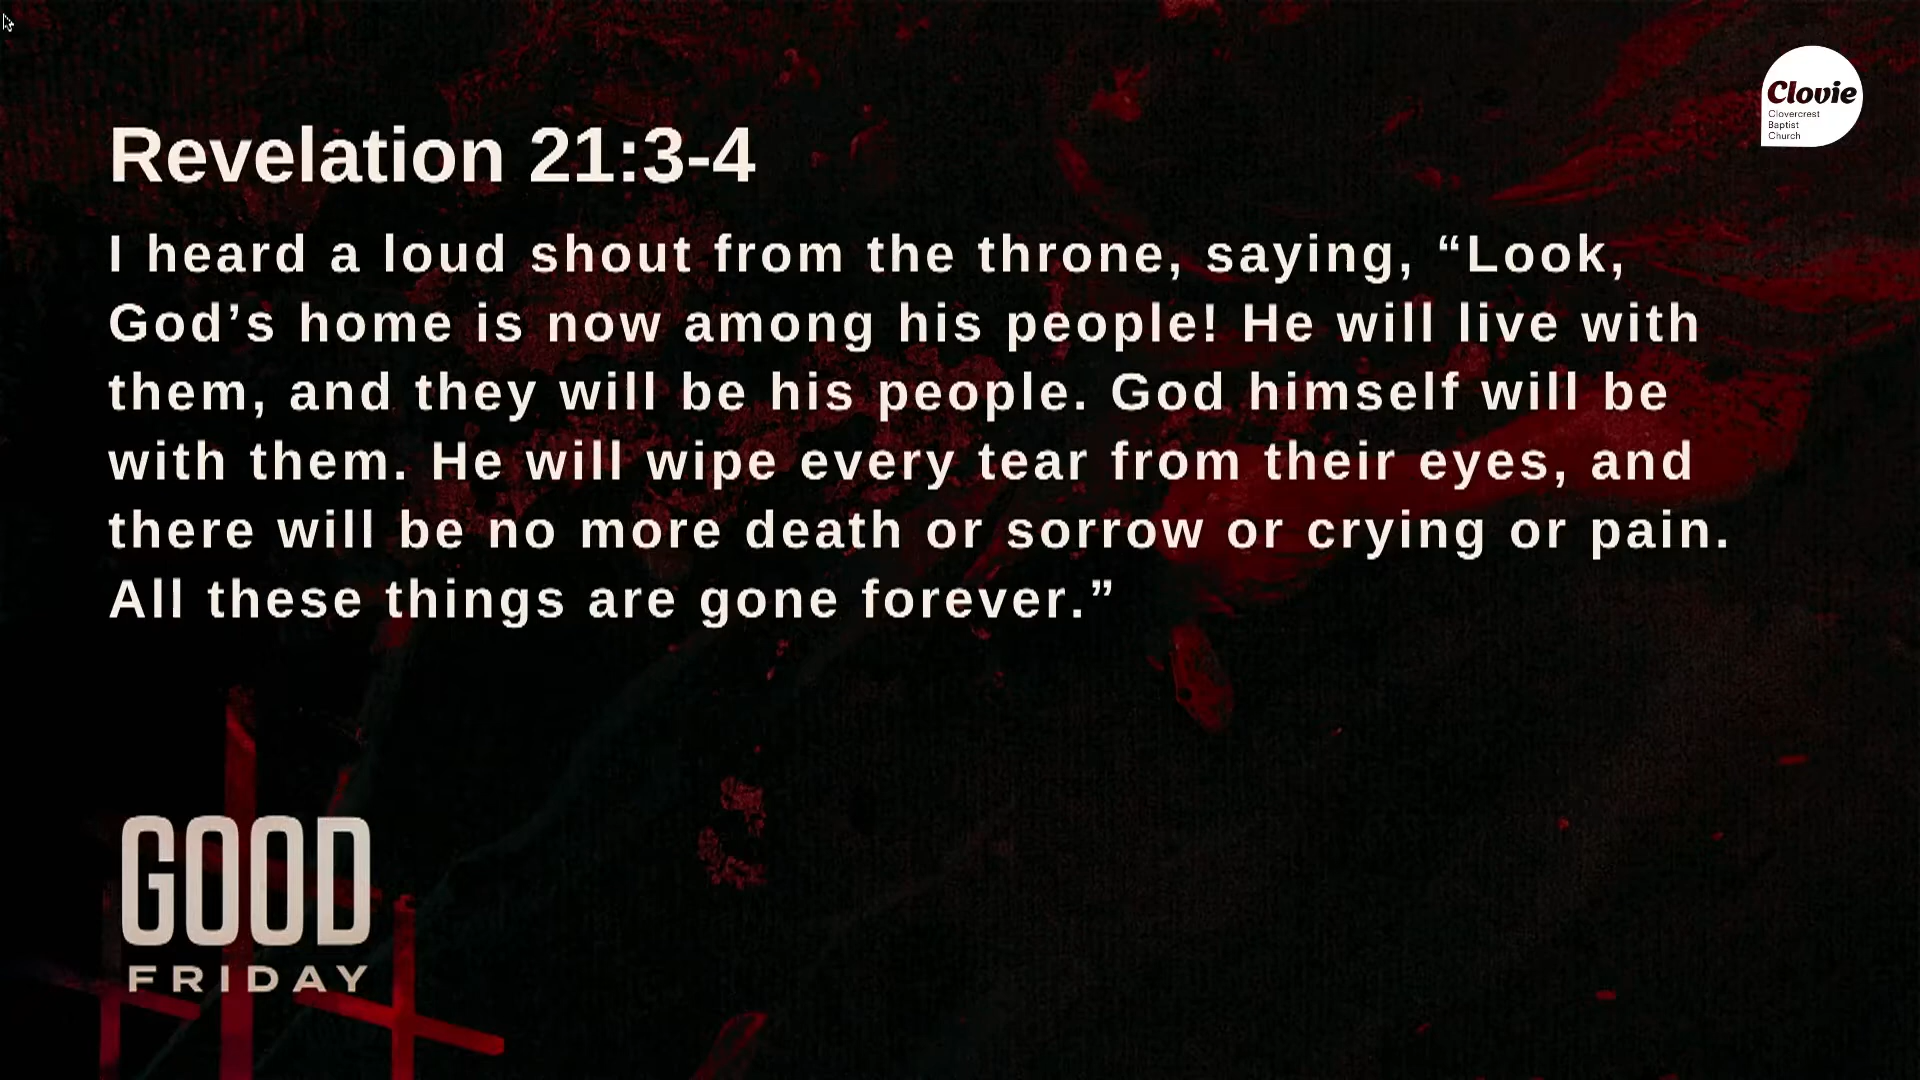 Clovie
Clovercrest
Baptist
Church
Revelation 21:3-4
I heard a loud shout from the throne, saying, “Look,
God’s home is now among his people! He will live with
them, and they will be his people. God himself will be
with them. He will wipe every tear from their eyes, and
there will be no more death or sorrow or crying or pain.
All these things are gone forever.”
GOOD
FRIDAY